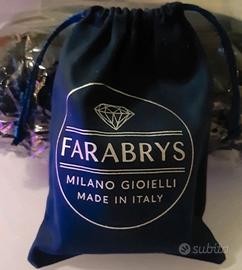 FARABRYS
MILANO GIOIELLI
MADE IN ITALY
subito